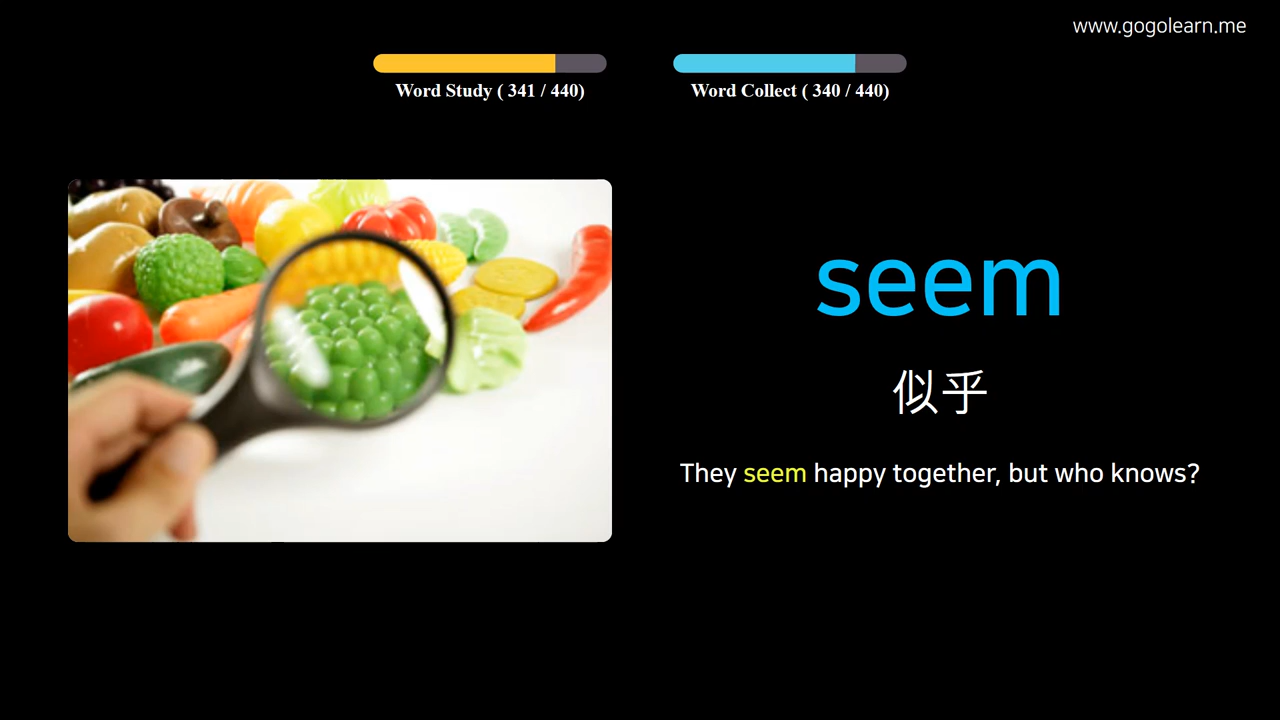 www.gogolearn.me
Word Study ( 341 / 440)
Word Collect ( 340 / 440)
seem
似乎
They seem happy together, but who knows?